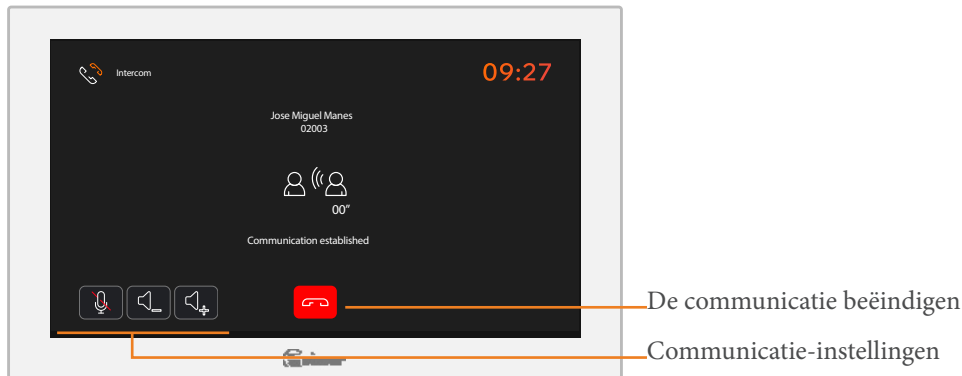 Intercom
09:27
Jose Miguel Manes
02003
00"
Communication established
De communicatie beëindigen
Communicatie-instellingen